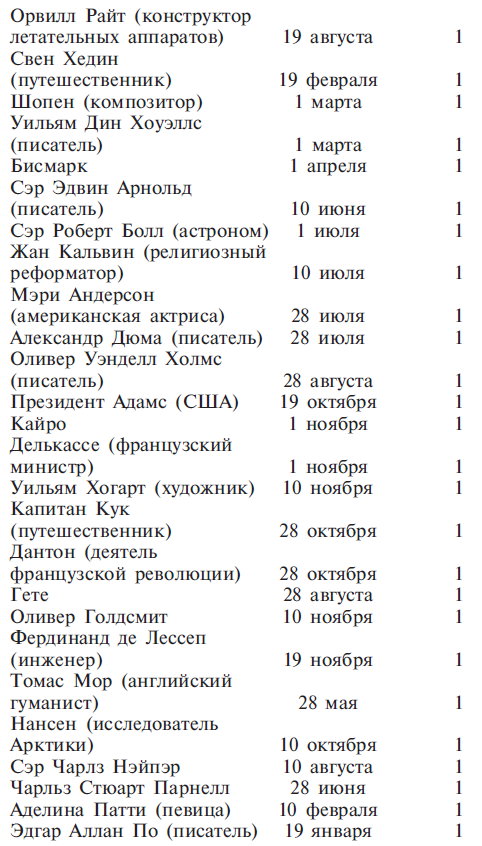 Орвилл Райт (конструктор
летательных аппаратов) 19 августа 1
Свен Хедин
(путешественник) 19 февраля 1
Шопен (композитор) 1 марта 1
Уильям Дин Хоуэллс
(писатель) 1 марта 1
Бисмарк 1 апреля 1
Сэр Эдвин Арнольд
(писатель) 10 июня 1
Сэр Роберт Болл (астроном) 1 июля 1
Жан Кальвин (религиозный
реформатор) 10 июля 1
Мэри Андерсон
(американская актриса) 28 июля 1
Александр Дюма (писатель) 28 июля 1
Оливер Уэнделл Холмс
(писатель) 28 августа 1
Президент Адамс (США) 19 октября 1
Кайро 1 ноября 1
Делькассе (французский
министр) 1 ноября 1
Уильям Хогарт (художник) 10 ноября 1
Капитан Кук
(путешественник) 28 октября 1
Дантон (деятель
французской революции) 28 октября 1
Гете 28 августа 1
Оливер Голдсмит 10 ноября 1
Фердинанд де Лессеп
(инженер) 19 ноября 1
Томас Мор (английский
гуманист) 28 мая 1
Нансен (исследователь
Арктики) 10 октября 1
Сэр Чарлз Нэйпэр 10 августа 1
Чарльз Стюарт Парнелл 28 июня 1
Аделина Патти (певица) 10 февраля 1
Эдгар Аллан По (писатель) 19 января 1